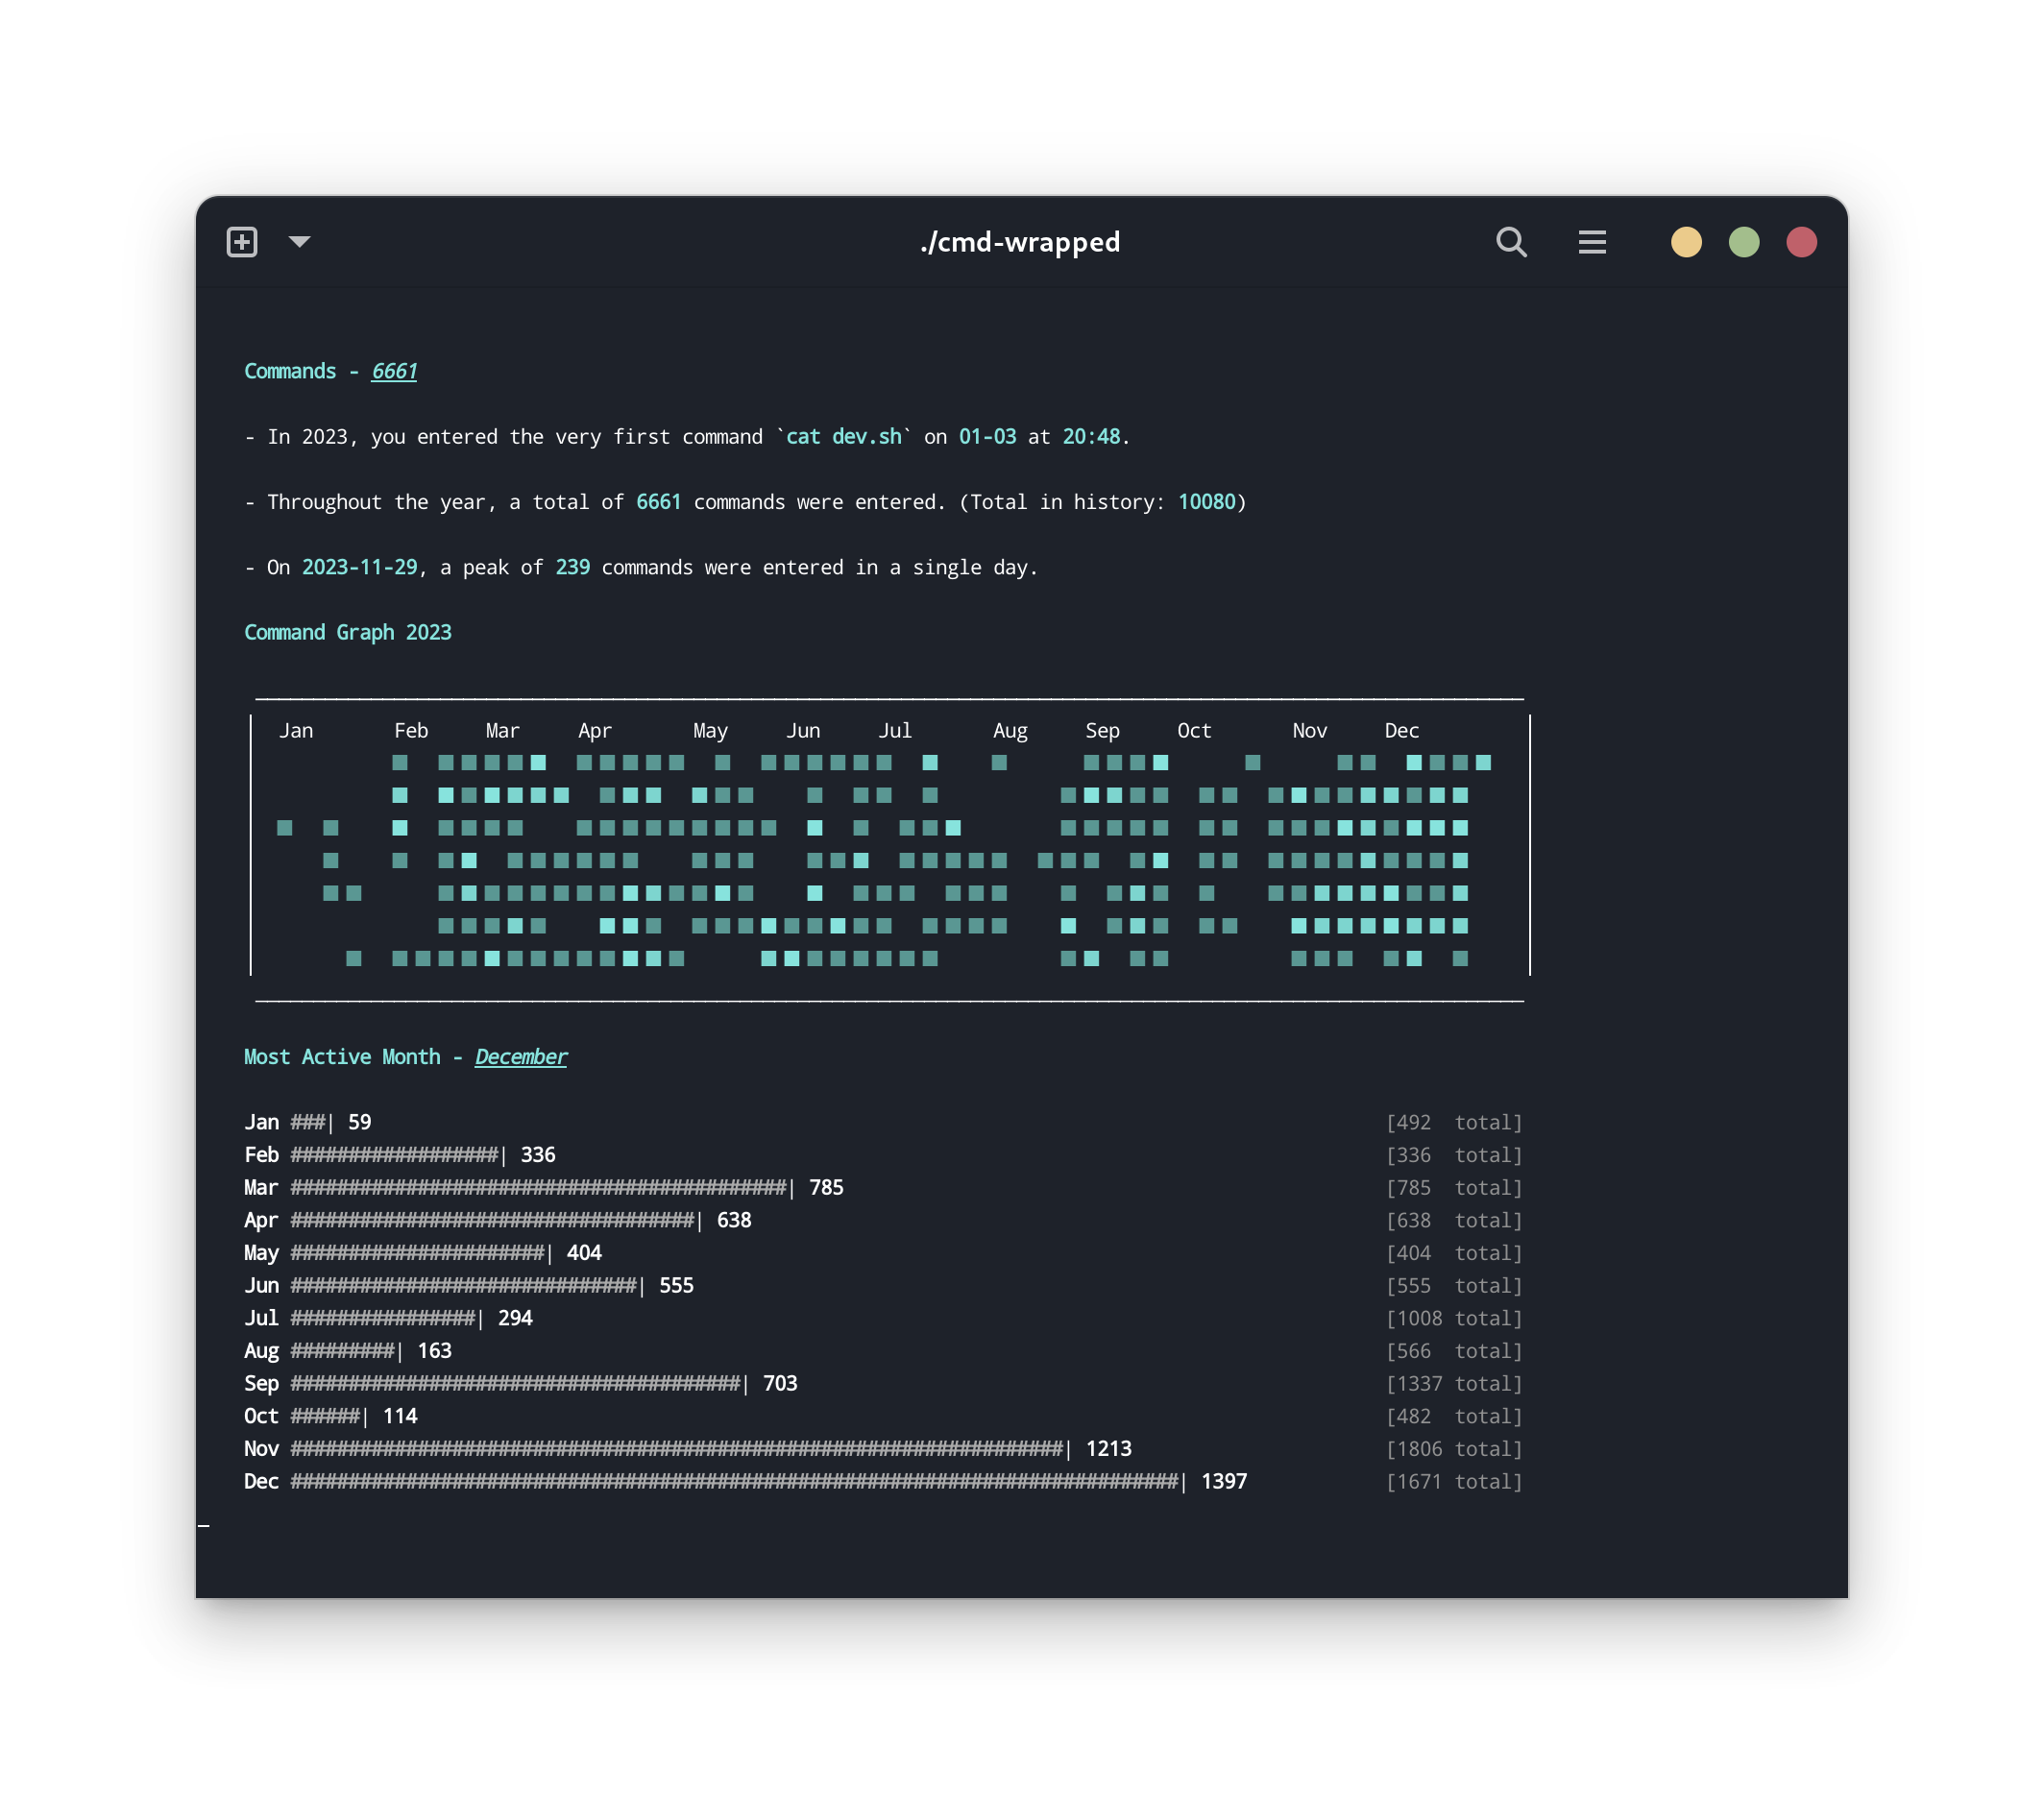 ./cmd-wrapped
Commands - 6661
- In 2023, you entered the very first command `cat dev.sh` on 01-03 at 20:48.
- Throughout the year, a total of 6661 commands were entered. (Total in history: 10080)
- On 2023-11-29, a peak of 239 commands were entered in a single day.
Command Graph 2023
Jan Feb Mar Apr May Jun Jul Aug Sep Oct Nov Dec
Most Active Month - December
Jan ###| 59 [492 total]
Feb ##################| 336 [336 total]
Mar ###########################################| 785 [785 total]
Apr ###################################| 638 [638 total]
May ######################| 404 [404 total]
Jun ##############################| 555 [555 total]
Jul ################| 294 [1008 total]
Aug #########| 163 [566 total]
Sep #######################################| 703 [1337 total]
Oct ######| 114 [482 total]
Nov ###################################################################| 1213 [1806 total]
Dec #############################################################################| 1397 [1671 total]